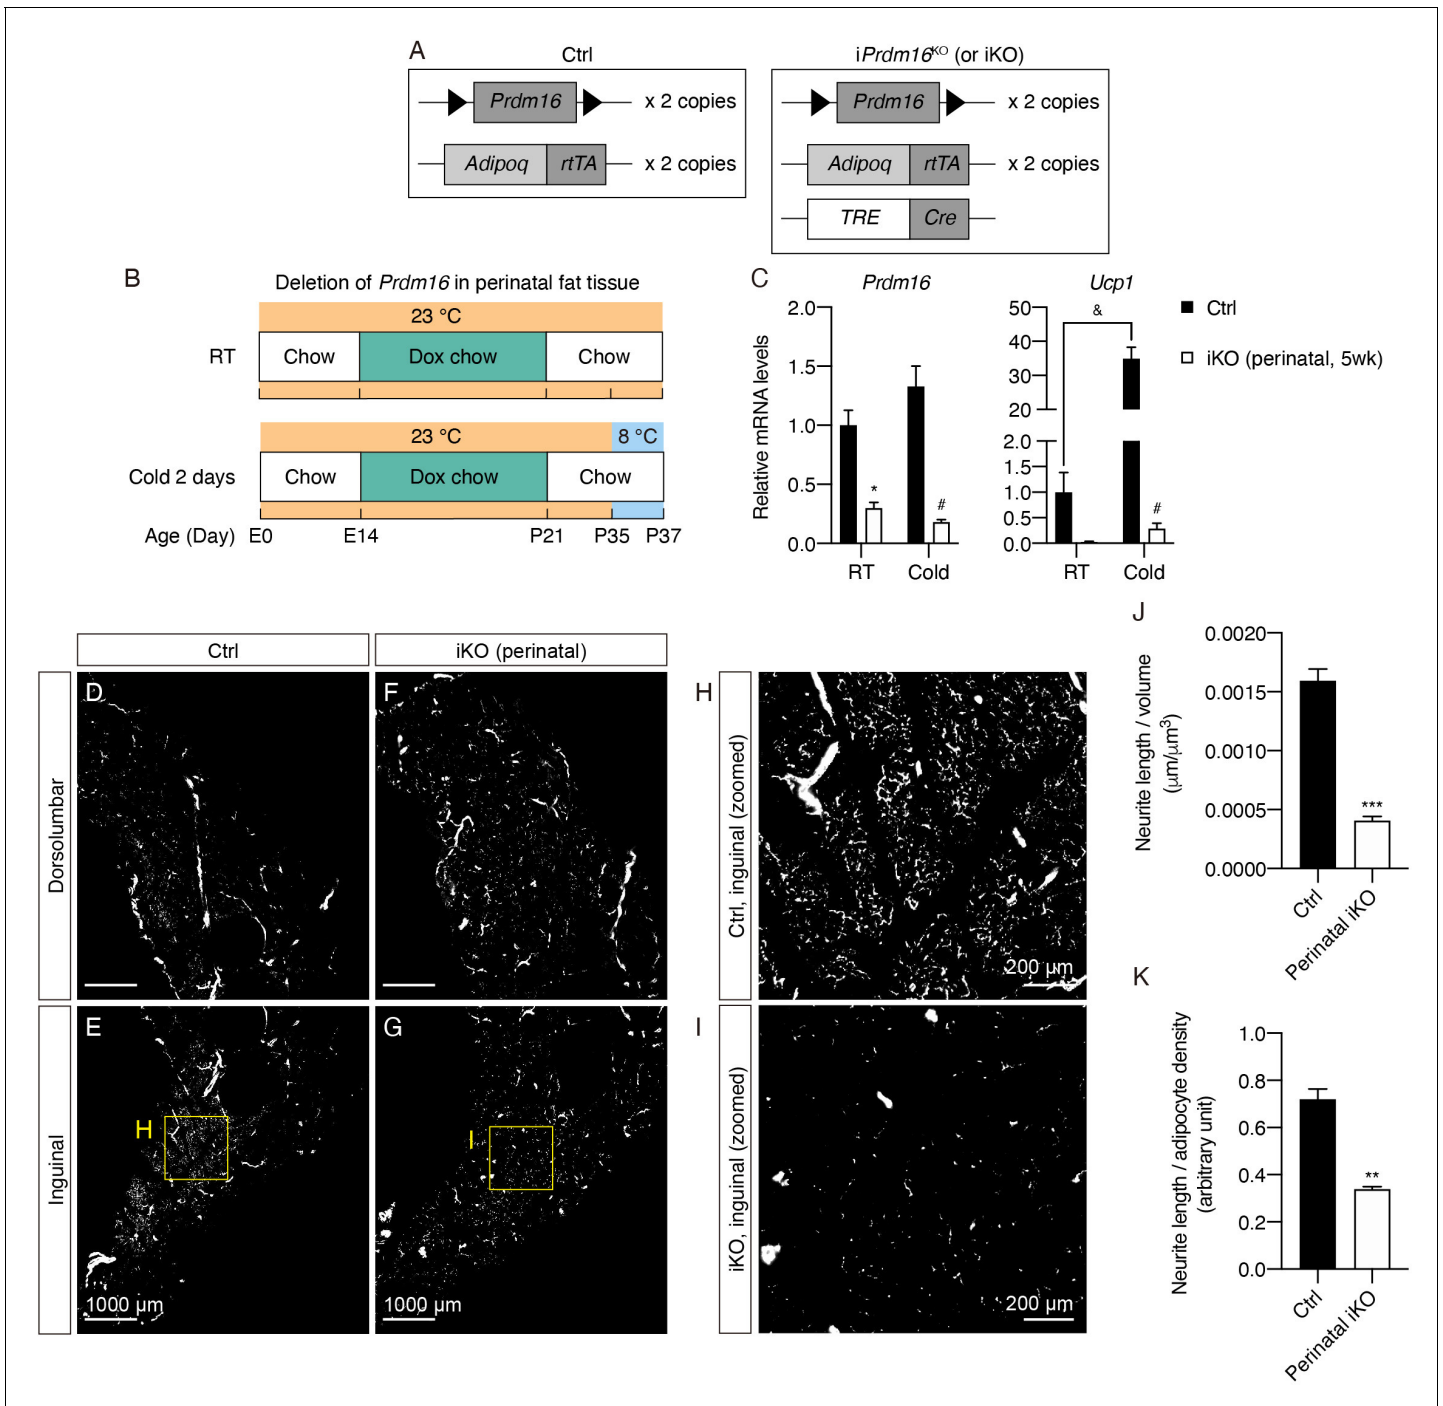 A
Ctrl
iPrdm16KO (or iKO)
Prdm16 x 2 copies
Adipoq rtTA x 2 copies
Prdm16 x 2 copies
Adipoq rtTA x 2 copies
TRE Cre
B
Deletion of Prdm16 in perinatal fat tissue
23 °C
RT Chow Dox chow Chow
23 °C 8 °C
Cold 2 days Chow Dox chow Chow
Age (Day) E0 E14 P21 P35 P37
C
Prdm16
Relative mRNA levels
2.0
1.5
1.0
0.5
0.0
*
#
RT Cold
Ucp1
50
40
30
20
2.0
1.5
1.0
0.5
0.0
&
#
RT Cold
Ctrl
iKO (perinatal, 5wk)
Ctrl
iKO (perinatal)
Dorsolumbar
Inguinal
D
F
E
H
1000 µm
G
I
1000 µm
H
Ctrl, inguinal (zoomed)
200 µm
I
iKO, inguinal (zoomed)
200 µm
J
Neurite length / volume
(µm/µm3)
0.0020
0.0015
0.0010
0.0005
0.0000
***
Ctrl
Perinatal iKO
K
Neurite length / adipocyte density
(arbitrary unit)
1.0
0.8
0.6
0.4
0.2
0.0
**
Ctrl
Perinatal iKO